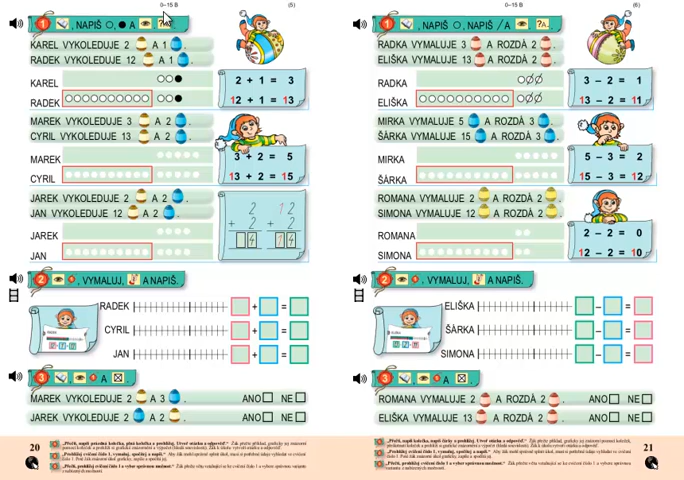 0–15 B
(5)
1 , NAPIŠ ○, ● A
KAREL VYKOLEDUJE 2 A 1 .
RADEK VYKOLEDUJE 12 A 1 .
KAREL
RADEK
2 + 1 = 3
12 + 1 = 13
MAREK VYKOLEDUJE 3 A 2 .
CYRIL VYKOLEDUJE 13 A 2 .
MAREK
CYRIL
3 + 2 = 5
13 + 2 = 15
JAREK VYKOLEDUJE 2 A 2 .
JAN VYKOLEDUJE 12 A 2 .
JAREK
JAN
2 12
+ 2 + 2
4 14
2 , VYMALUJ, A NAPIŠ.
RADEK + =
CYRIL + =
JAN + =
3 , A
MAREK VYKOLEDUJE 2 A 3 . ANO NE
JAREK VYKOLEDUJE 2 A 2 . ANO NE
20
0–15 B
(6)
1 , NAPIŠ ○, NAPIŠ / A
RADKA VYMALUJE 3 A ROZDÁ 2 .
ELIŠKA VYMALUJE 13 A ROZDÁ 2 .
RADKA
ELIŠKA
3 – 2 = 1
13 – 2 = 11
MIRKA VYMALUJE 5 A ROZDÁ 3 .
ŠÁRKA VYMALUJE 15 A ROZDÁ 3 .
MIRKA
ŠÁRKA
5 – 3 = 2
15 – 3 = 12
ROMANA VYMALUJE 2 A ROZDÁ 2 .
SIMONA VYMALUJE 12 A ROZDÁ 2 .
ROMANA
SIMONA
2 – 2 = 0
12 – 2 = 10
2 , VYMALUJ, A NAPIŠ.
ELIŠKA – =
ŠÁRKA – =
SIMONA – =
3 , A
ROMANA VYMALUJE 2 A ROZDÁ 2 . ANO NE
ELIŠKA VYMALUJE 13 A ROZDÁ 2 . ANO NE
21